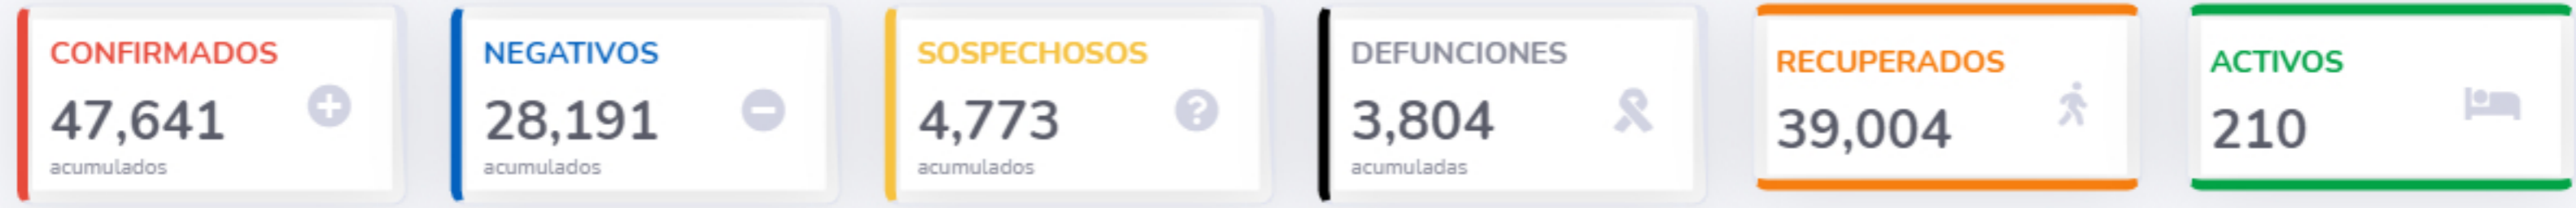 CONFIRMADOS
47,641
acumulados
NEGATIVOS
28,191
acumulados
SOSPECHOSOS
4,773
acumulados
DEFUNCIONES
3,804
acumuladas
RECUPERADOS
39,004
ACTIVOS
210